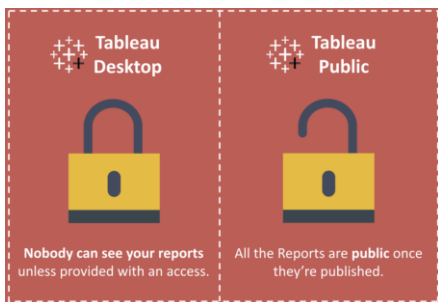 Tableau
Desktop
Nobody can see your reports
unless provided with an access.
Tableau
Public
All the Reports are public once
they're published.